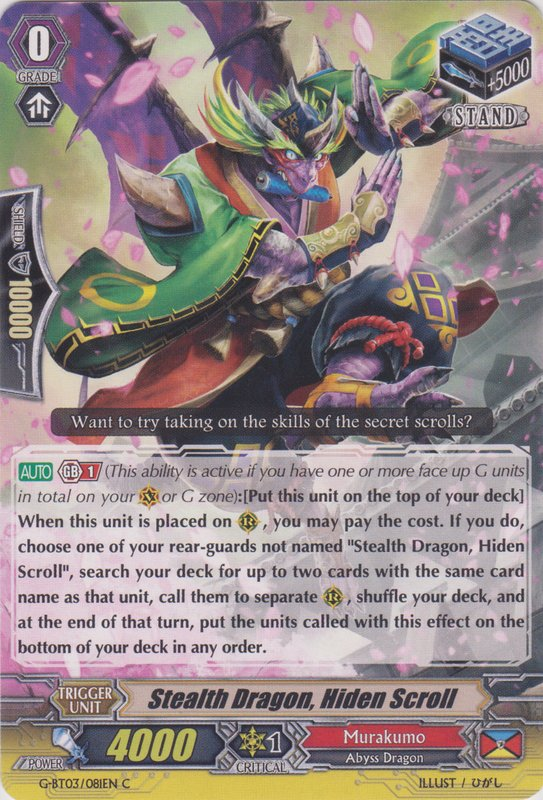 0
GRADE
+5000
STAND
SHIELD
10000
Want to try taking on the skills of the secret scrolls?
AUTO GB 1 (This ability is active if you have one or more face up G units
in total on your V or G zone):[Put this unit on the top of your deck]
When this unit is placed on R , you may pay the cost. If you do,
choose one of your rear-guards not named "Stealth Dragon, Hiden
Scroll", search your deck for up to two cards with the same card
name as that unit, call them to separate R , shuffle your deck, and
at the end of that turn, put the units called with this effect on the
bottom of your deck in any order.
TRIGGER
UNIT
Stealth Dragon, Hiden Scroll
POWER
4000
1
CRITICAL
Murakumo
Abyss Dragon
G-BT03/081EN C
ILLUST / ひがし